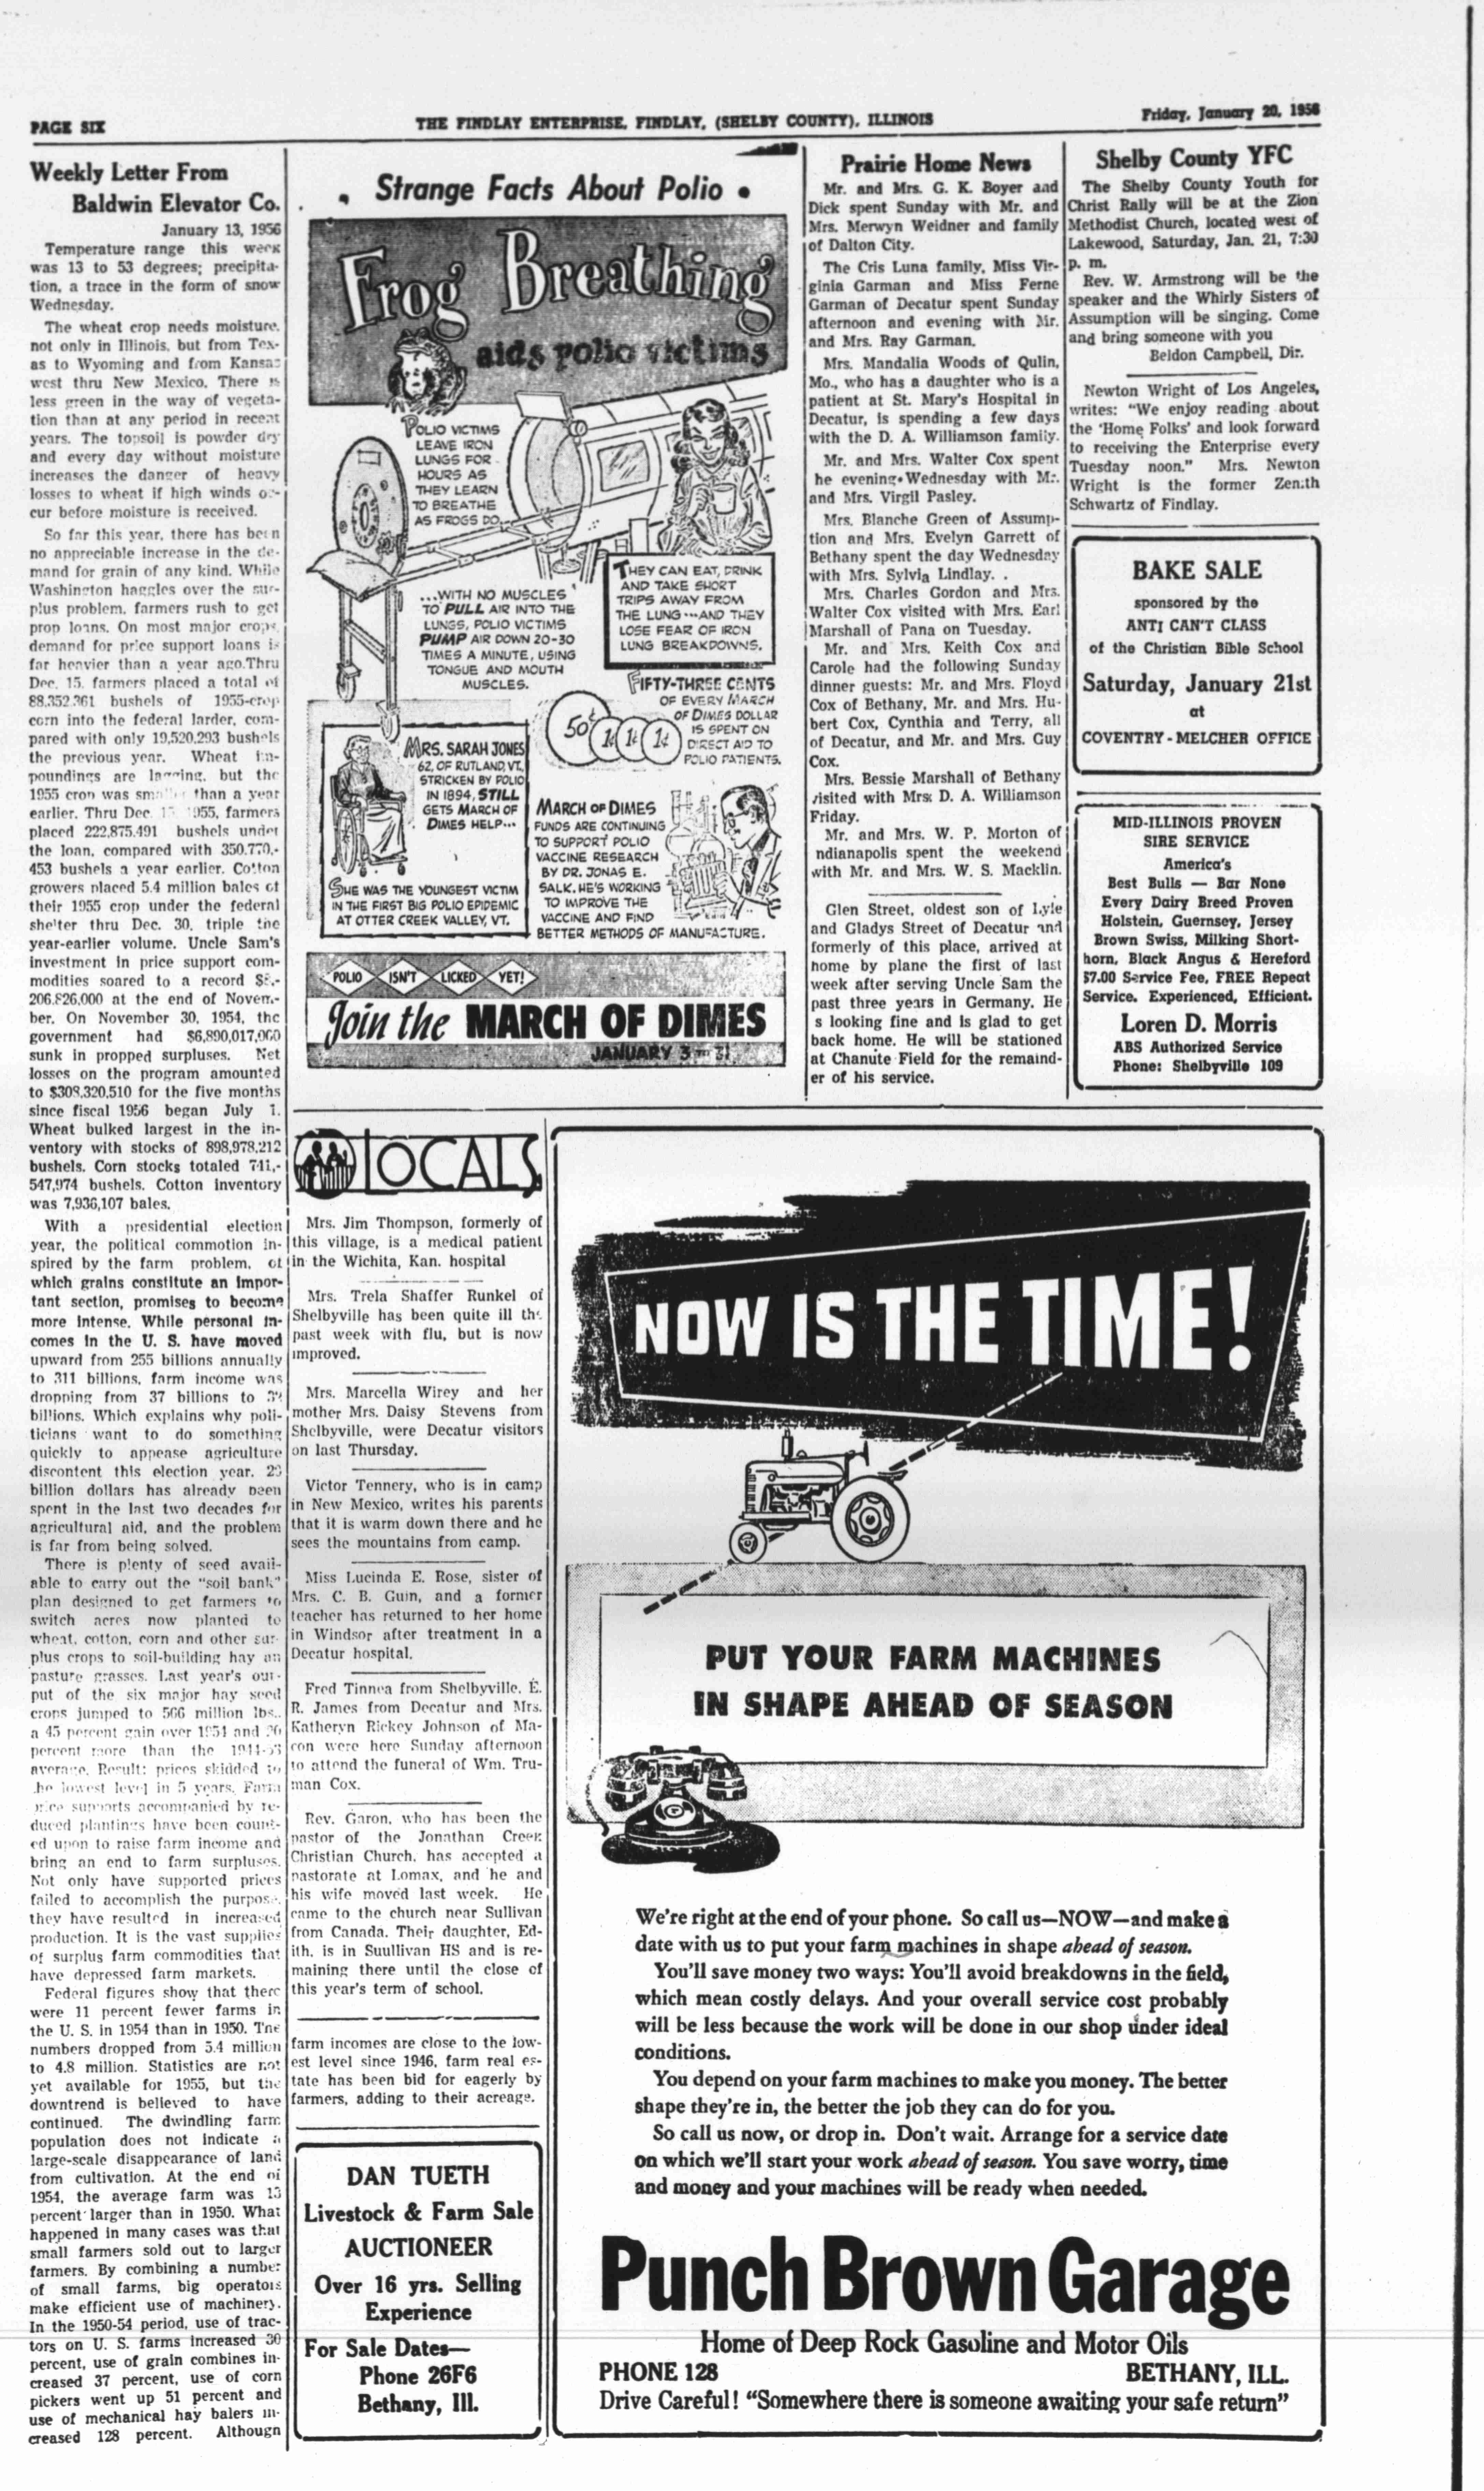 PAGE SIX
THE FINDLAY ENTERPRISE, FINDLAY, (SHELBY COUNTY), ILLINOIS
Friday, January 20, 1956
Weekly Letter From
Baldwin Elevator Co.
January 13, 1956
Temperature range this week
was 13 to 53 degrees; precipita-
tion, a trace in the form of snow
Wednesday.
The wheat crop needs moisture,
not only in Illinois, but from Tex-
as to Wyoming and from Kansas
west thru New Mexico. There is
less green in the way of vegeta-
tion than at any period in recent
years. The topsoil is powder dry
and every day without moisture
increases the danger of heavy
losses to wheat if high winds oc-
cur before moisture is received.
So far this year, there has been
no appreciable increase in the de-
mand for grain of any kind. While
Washington haggles over the sur-
plus problem, farmers rush to get
prop loans. On most major crops,
demand for price support loans is
far heavier than a year ago.Thru
Dec. 15, farmers placed a total of
88,352,361 bushels of 1955-crop
corn into the federal larder, com-
pared with only 19,520,293 bushels
the previous year. Wheat im-
poundings are lagging, but the
1955 crop was smaller than a year
earlier. Thru Dec. 1955, farmers
placed 222,875,491 bushels under
the loan, compared with 350,770,-
453 bushels a year earlier. Cotton
growers placed 5.4 million bales of
their 1955 crop under the federal
shelter thru Dec. 30, triple the
year-earlier volume. Uncle Sam's
investment in price support com-
modities soared to a record $8,-
206,826,000 at the end of Novem-
ber. On November 30, 1954, the
government had $6,890,017,060
sunk in propped surpluses. Net
losses on the program amounted
to $308,320,510 for the five months
since fiscal 1956 began July 1.
Wheat bulked largest in the in-
ventory with stocks of 898,978,212
bushels. Corn stocks totaled 741,-
547,974 bushels. Cotton inventory
was 7,936,107 bales.
With a presidential election
year, the political commotion in-
spired by the farm problem, of
which grains constitute an impor-
tant section, promises to become
more intense. While personal in-
comes in the U. S. have moved
upward from 255 billions annually
to 311 billions, farm income was
dropping from 37 billions to
billions. Which explains why poli-
ticians want to do something
quickly to appease agriculture
discontent this election year. 23
billion dollars has already been
spent in the last two decades for
agricultural aid, and the problem
is far from being solved.
There is plenty of seed avail-
able to carry out the "soil bank"
plan designed to get farmers to
switch acres now planted to
wheat, cotton, corn and other sur-
plus crops to soil-building hay an
pasture grasses. Last year's out-
put of the six major hay seed
crops jumped to 566 million lbs.,
a 45 percent gain over 1954 and
percent more than the 1944-53
average. Result: prices skidded to
the lowest level in 5 years. Farm
price supports accompanied by re-
duced plantings have been count-
ed upon to raise farm income and
bring an end to farm surpluses.
Not only have supported prices
failed to accomplish the purpose,
they have resulted in increased
production. It is the vast supplies
of surplus farm commodities that
have depressed farm markets.
Federal figures show that there
were 11 percent fewer farms in
the U. S. in 1954 than in 1950. The
numbers dropped from 5.4 million
to 4.8 million. Statistics are not
yet available for 1955, but the
downtrend is believed to have
continued. The dwindling farm
population does not indicate a
large-scale disappearance of land
from cultivation. At the end of
1954, the average farm was 13
percent larger than in 1950. What
happened in many cases was that
small farmers sold out to larger
farmers. By combining a number
of small farms, big operators
make efficient use of machinery.
In the 1950-54 period, use of trac-
tors on U. S. farms increased 30
percent, use of grain combines in-
creased 37 percent, use of corn
pickers went up 51 percent and
use of mechanical hay balers in-
creased 128 percent. Although
Strange Facts About Polio
Frog Breathing
aids polio victims
POLIO VICTIMS
LEAVE IRON
LUNGS FOR
HOURS AS
THEY LEARN
TO BREATHE
AS FROGS DO...
...WITH NO MUSCLES
TO PULL AIR INTO THE
LUNGS, POLIO VICTIMS
PUMP AIR DOWN 20-30
TIMES A MINUTE, USING
TONGUE AND MOUTH
MUSCLES.
THEY CAN EAT, DRINK
AND TAKE SHORT
TRIPS AWAY FROM
THE LUNG...AND THEY
LOSE FEAR OF IRON
LUNG BREAKDOWNS.
FIFTY-THREE CENTS
OF EVERY MARCH
OF DIMES DOLLAR
IS SPENT ON
DIRECT AID TO
POLIO PATIENTS.
50¢ 1¢ 1¢ 1¢
MRS. SARAH JONES
62, OF RUTLAND, VT.,
STRICKEN BY POLIO
IN 1894, STILL
GETS MARCH OF
DIMES HELP...
SHE WAS THE YOUNGEST VICTIM
IN THE FIRST BIG POLIO EPIDEMIC
AT OTTER CREEK VALLEY, VT.
MARCH OF DIMES
FUNDS ARE CONTINUING
TO SUPPORT POLIO
VACCINE RESEARCH
BY DR. JONAS E.
SALK. HE'S WORKING
TO IMPROVE THE
VACCINE AND FIND
BETTER METHODS OF MANUFACTURE.
POLIO ISN'T LICKED YET!
Join the MARCH OF DIMES
JANUARY 3 TO 31
LOCALS
Mrs. Jim Thompson, formerly of
this village, is a medical patient
in the Wichita, Kan. hospital
Mrs. Trela Shaffer Runkel of
Shelbyville has been quite ill the
past week with flu, but is now
improved.
Mrs. Marcella Wirey and her
mother Mrs. Daisy Stevens from
Shelbyville, were Decatur visitors
on last Thursday.
Victor Tennery, who is in camp
in New Mexico, writes his parents
that it is warm down there and he
sees the mountains from camp.
Miss Lucinda E. Rose, sister of
Mrs. C. B. Guin, and a former
teacher has returned to her home
in Windsor after treatment in a
Decatur hospital.
Fred Tinnea from Shelbyville, E.
R. James from Decatur and Mrs.
Katheryn Rickey Johnson of Ma-
con were here Sunday afternoon
to attend the funeral of Wm. Tru-
man Cox.
Rev. Garon, who has been the
pastor of the Jonathan Creek
Christian Church, has accepted a
pastorate at Lomax, and he and
his wife moved last week. He
came to the church near Sullivan
from Canada. Their daughter, Ed-
ith, is in Suullivan HS and is re-
maining there until the close of
this year's term of school.
farm incomes are close to the low-
est level since 1946, farm real es-
tate has been bid for eagerly by
farmers, adding to their acreage.
DAN TUETH
Livestock & Farm Sale
AUCTIONEER
Over 16 yrs. Selling
Experience
For Sale Dates—
Phone 26F6
Bethany, Ill.
Prairie Home News
Mr. and Mrs. G. K. Boyer and
Dick spent Sunday with Mr. and
Mrs. Merwyn Weidner and family
of Dalton City.
The Cris Luna family, Miss Vir-
ginia Garman and Miss Ferne
Garman of Decatur spent Sunday
afternoon and evening with Mr.
and Mrs. Ray Garman.
Mrs. Mandalia Woods of Qulin,
Mo., who has a daughter who is a
patient at St. Mary's Hospital in
Decatur, is spending a few days
with the D. A. Williamson family.
Mr. and Mrs. Walter Cox spent
he evening Wednesday with Mr.
and Mrs. Virgil Pasley.
Mrs. Blanche Green of Assump-
tion and Mrs. Evelyn Garrett of
Bethany spent the day Wednesday
with Mrs. Sylvia Lindlay. .
Mrs. Charles Gordon and Mrs.
Walter Cox visited with Mrs. Earl
Marshall of Pana on Tuesday.
Mr. and Mrs. Keith Cox and
Carole had the following Sunday
dinner guests: Mr. and Mrs. Floyd
Cox of Bethany, Mr. and Mrs. Hu-
bert Cox, Cynthia and Terry, all
of Decatur, and Mr. and Mrs. Guy
Cox.
Mrs. Bessie Marshall of Bethany
visited with Mrs. D. A. Williamson
Friday.
Mr. and Mrs. W. P. Morton of
ndianapolis spent the weekend
with Mr. and Mrs. W. S. Macklin.
Glen Street, oldest son of Lyle
and Gladys Street of Decatur and
formerly of this place, arrived at
home by plane the first of last
week after serving Uncle Sam the
past three years in Germany. He
s looking fine and is glad to get
back home. He will be stationed
at Chanute Field for the remaind-
er of his service.
Shelby County YFC
The Shelby County Youth for
Christ Rally will be at the Zion
Methodist Church, located west of
Lakewood, Saturday, Jan. 21, 7:30
p. m.
Rev. W. Armstrong will be the
speaker and the Whirly Sisters of
Assumption will be singing. Come
and bring someone with you
Beldon Campbell, Dir.
Newton Wright of Los Angeles,
writes: "We enjoy reading about
the 'Home Folks' and look forward
to receiving the Enterprise every
Tuesday noon." Mrs. Newton
Wright is the former Zenith
Schwartz of Findlay.
BAKE SALE
sponsored by the
ANTI CAN'T CLASS
of the Christian Bible School
Saturday, January 21st
at
COVENTRY - MELCHER OFFICE
MID-ILLINOIS PROVEN
SIRE SERVICE
America's
Best Bulls — Bar None
Every Dairy Breed Proven
Holstein, Guernsey, Jersey
Brown Swiss, Milking Short-
horn, Black Angus & Hereford
$7.00 Service Fee, FREE Repeat
Service. Experienced, Efficient.
Loren D. Morris
ABS Authorized Service
Phone: Shelbyville 109
NOW IS THE TIME!
PUT YOUR FARM MACHINES
IN SHAPE AHEAD OF SEASON
We're right at the end of your phone. So call us—NOW—and make a
date with us to put your farm machines in shape ahead of season.
You'll save money two ways: You'll avoid breakdowns in the field,
which mean costly delays. And your overall service cost probably
will be less because the work will be done in our shop under ideal
conditions.
You depend on your farm machines to make you money. The better
shape they're in, the better the job they can do for you.
So call us now, or drop in. Don't wait. Arrange for a service date
on which we'll start your work ahead of season. You save worry, time
and money and your machines will be ready when needed.
Punch Brown Garage
Home of Deep Rock Gasoline and Motor Oils
PHONE 128
BETHANY, ILL.
Drive Careful! "Somewhere there is someone awaiting your safe return"